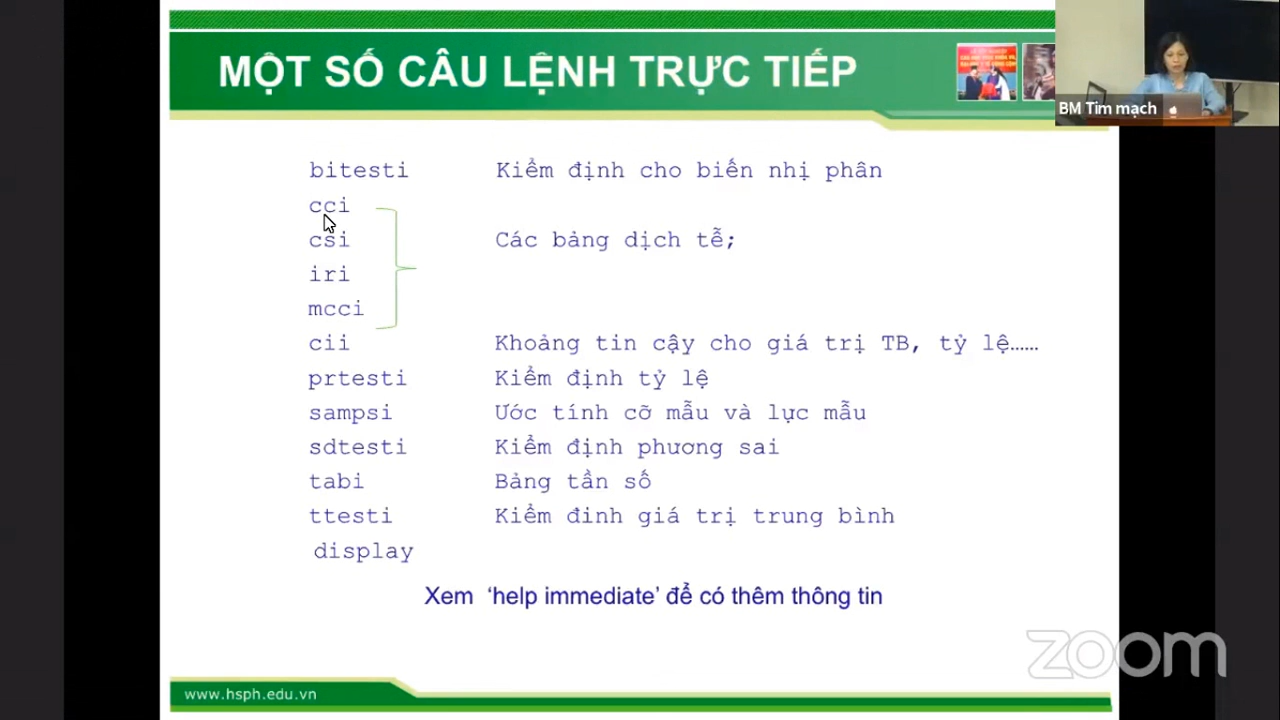 MỘT SỐ CÂU LỆNH TRỰC TIẾP
BM Tim mạch
bitesti Kiểm định cho biến nhị phân
cci
csi Các bảng dịch tễ;
iri
mcci
cii Khoảng tin cậy cho giá trị TB, tỷ lệ……
prtesti Kiểm định tỷ lệ
sampsi Ước tính cỡ mẫu và lực mẫu
sdtesti Kiểm định phương sai
tabi Bảng tần số
ttesti Kiểm đinh giá trị trung bình
display
Xem ‘help immediate’ để có thêm thông tin
zoom
www.hsph.edu.vn